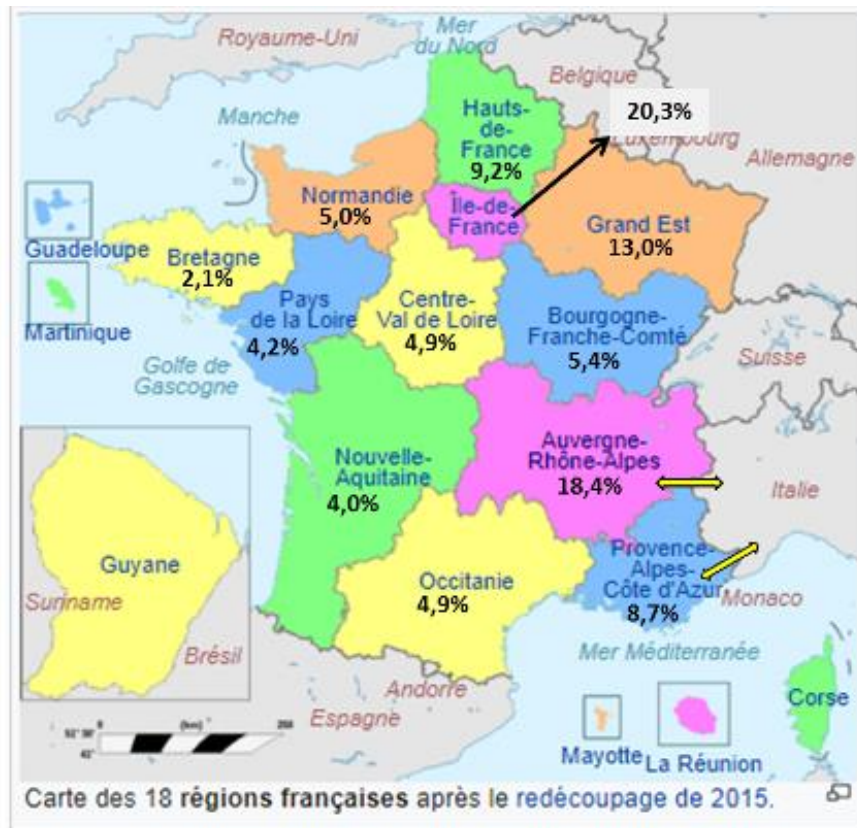 Royaume-Uni
Mer
du Nord
Belgique
20,3%
Manche
Hauts-
de-
France
9,2%
Luxembourg
Allemagne
Normandie
5,0%
Île-de-
France
Grand Est
13,0%
Guadeloupe
Bretagne
2,1%
Martinique
Pays
de la Loire
4,2%
Centre-
Val de Loire
4,9%
Bourgogne-
Franche-Comté
5,4%
Suisse
Golfe de
Gascogne
Nouvelle-
Aquitaine
4,0%
Auvergne-
Rhône-Alpes
18,4%
Italie
Guyane
Suriname
Brésil
Occitanie
4,9%
Provence-
Alpes-
Côte d'Azur
8,7%
Monaco
Mer Méditerranée
Andorre
Espagne
0 (km) 250
Corse
Mayotte
La Réunion
Carte des 18 régions françaises après le redécoupage de 2015.